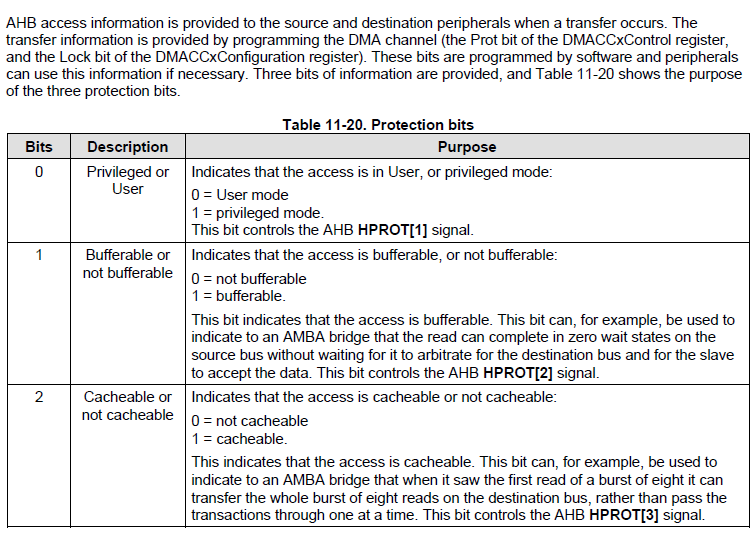 AHB access information is provided to the source and destination peripherals when a transfer occurs. The
transfer information is provided by programming the DMA channel (the Prot bit of the DMACCxControl register,
and the Lock bit of the DMACCxConfiguration register). These bits are programmed by software and peripherals
can use this information if necessary. Three bits of information are provided, and Table 11-20 shows the purpose
of the three protection bits.
Table 11-20. Protection bits
Bits Description Purpose
0 Privileged or Indicates that the access is in User, or privileged mode:
User
0 = User mode
1 = privileged mode.
This bit controls the AHB HPROT[1] signal.
1 Bufferable or Indicates that the access is bufferable, or not bufferable:
not bufferable
0 = not bufferable
1 = bufferable.
This bit indicates that the access is bufferable. This bit can, for example, be used to
indicate to an AMBA bridge that the read can complete in zero wait states on the
source bus without waiting for it to arbitrate for the destination bus and for the slave
to accept the data. This bit controls the AHB HPROT[2] signal.
2 Cacheable or Indicates that the access is cacheable or not cacheable:
not cacheable
0 = not cacheable
1 = cacheable.
This indicates that the access is cacheable. This bit can, for example, be used to
indicate to an AMBA bridge that when it saw the first read of a burst of eight it can
transfer the whole burst of eight reads on the destination bus, rather than pass the
transactions through one at a time. This bit controls the AHB HPROT[3] signal.